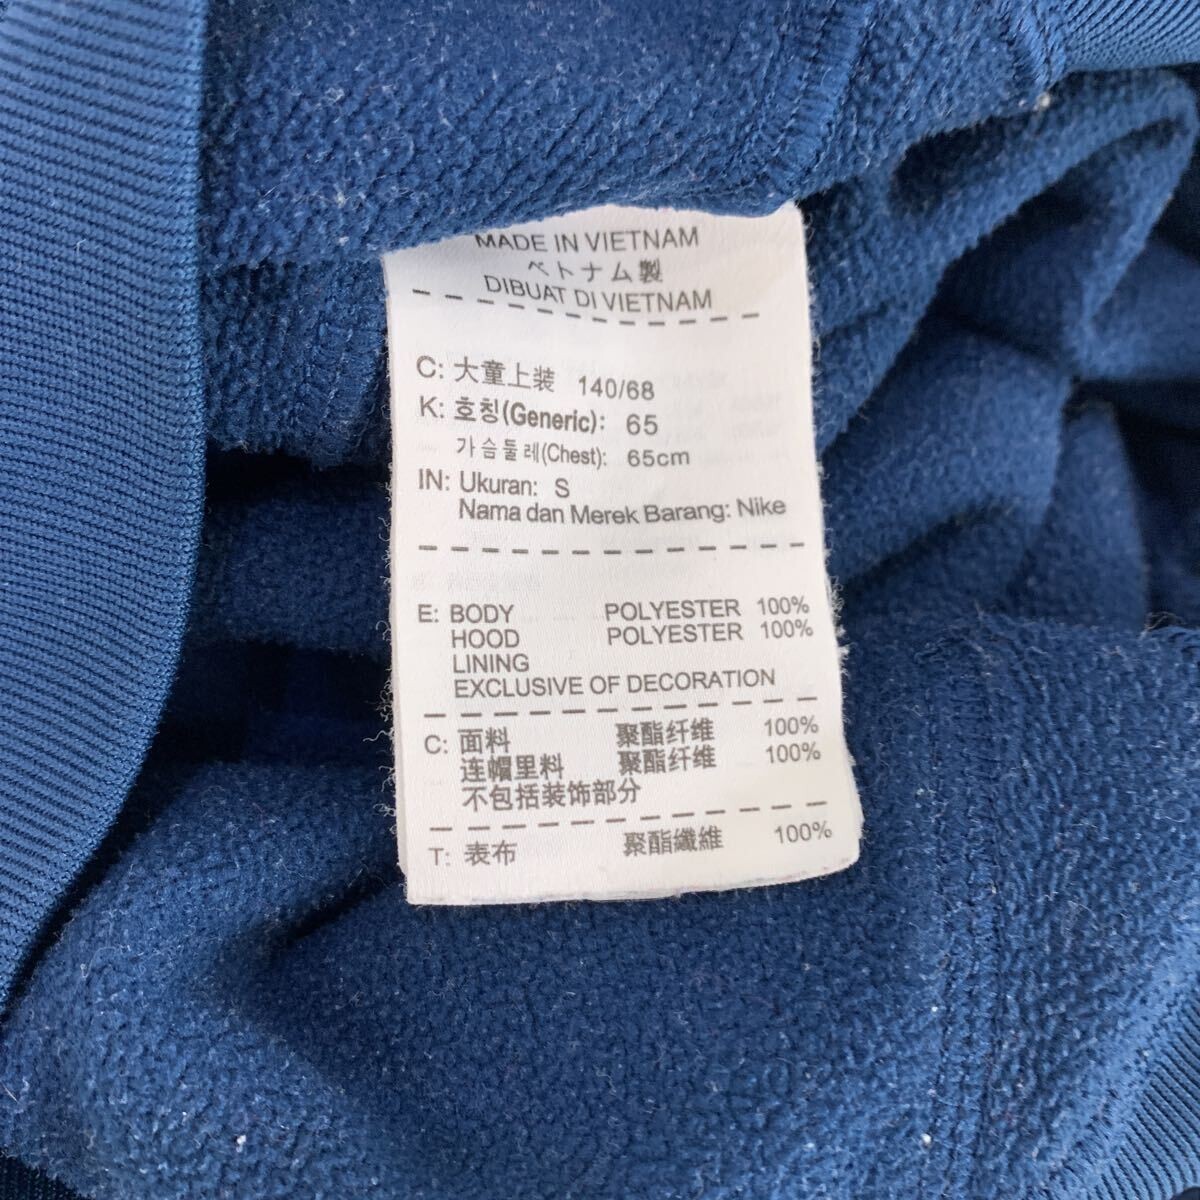 MADE IN VIETNAM
ベトナム製
DIBUAT DI VIETNAM
C: 大童上装 140/68
K: 호칭(Generic): 65
가슴둘레(Chest): 65cm
IN: Ukuran: S
Nama dan Merek Barang: Nike
E: BODY POLYESTER 100%
HOOD POLYESTER 100%
LINING
EXCLUSIVE OF DECORATION
C: 面料 聚酯纤维 100%
连帽里料 聚酯纤维 100%
不包括装饰部分
T: 表布 聚酯纖維 100%